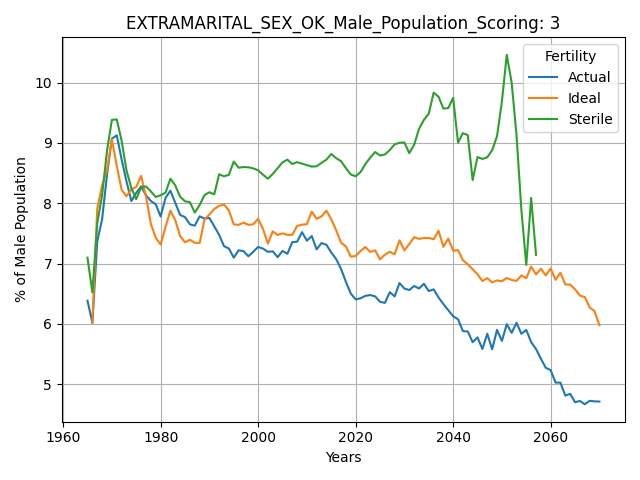 EXTRAMARITAL_SEX_OK_Male_Population_Scoring: 3
Fertility
Actual
Ideal
Sterile
% of Male Population
10
9
8
7
6
5
1960 1980 2000 2020 2040 2060
Years